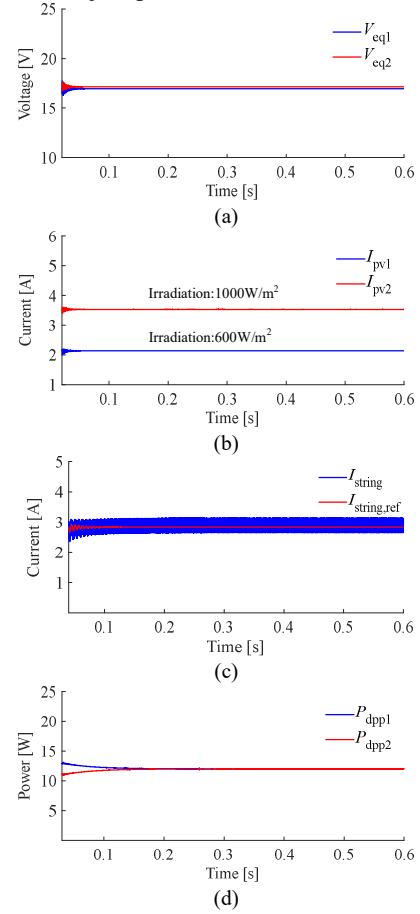 25
20
15
10
Voltage [V]
V_eq1
V_eq2
0.1 0.2 0.3 0.4 0.5 0.6
Time [s]
(a)
6
5
4
3
2
1
Current [A]
I_pv1
I_pv2
Irradiation:1000W/m²
Irradiation:600W/m²
0.1 0.2 0.3 0.4 0.5 0.6
Time [s]
(b)
5
4
3
2
1
Current [A]
I_string
I_string,ref
0.1 0.2 0.3 0.4 0.5 0.6
Time [s]
(c)
25
20
15
10
5
Power [W]
P_dpp1
P_dpp2
0.1 0.2 0.3 0.4 0.5 0.6
Time [s]
(d)